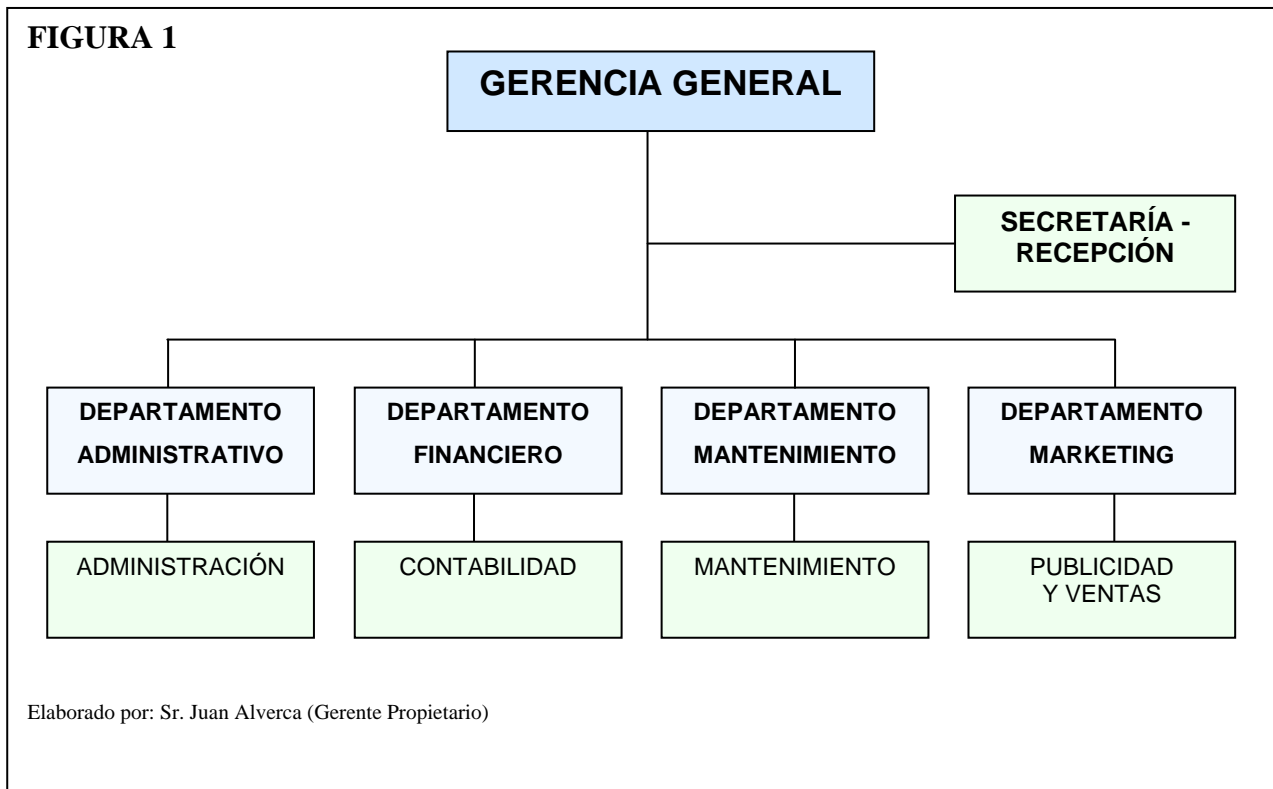 FIGURA 1
GERENCIA GENERAL
SECRETARÍA -
RECEPCIÓN
DEPARTAMENTO
ADMINISTRATIVO
DEPARTAMENTO
FINANCIERO
DEPARTAMENTO
MANTENIMIENTO
DEPARTAMENTO
MARKETING
ADMINISTRACIÓN
CONTABILIDAD
MANTENIMIENTO
PUBLICIDAD
Y VENTAS
Elaborado por: Sr. Juan Alverca (Gerente Propietario)